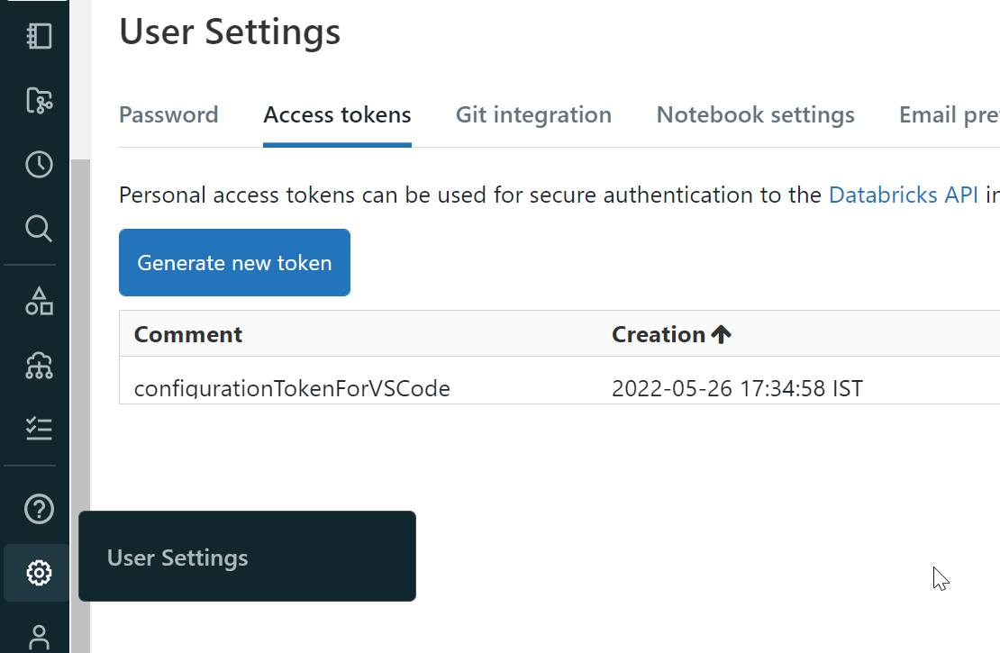 User Settings
Password Access tokens Git integration Notebook settings Email pre
Personal access tokens can be used for secure authentication to the Databricks API in
Generate new token
Comment Creation
configurationTokenForVSCode 2022-05-26 17:34:58 IST
User Settings